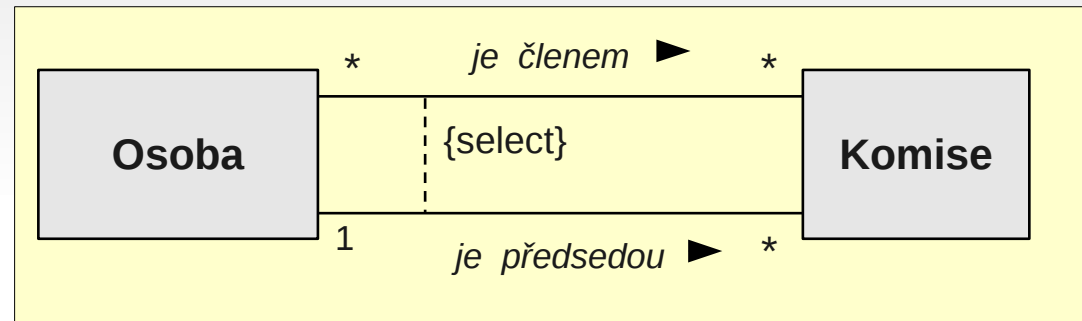 * je členem ► *
Osoba {select} Komise
1 je předsedou ► *